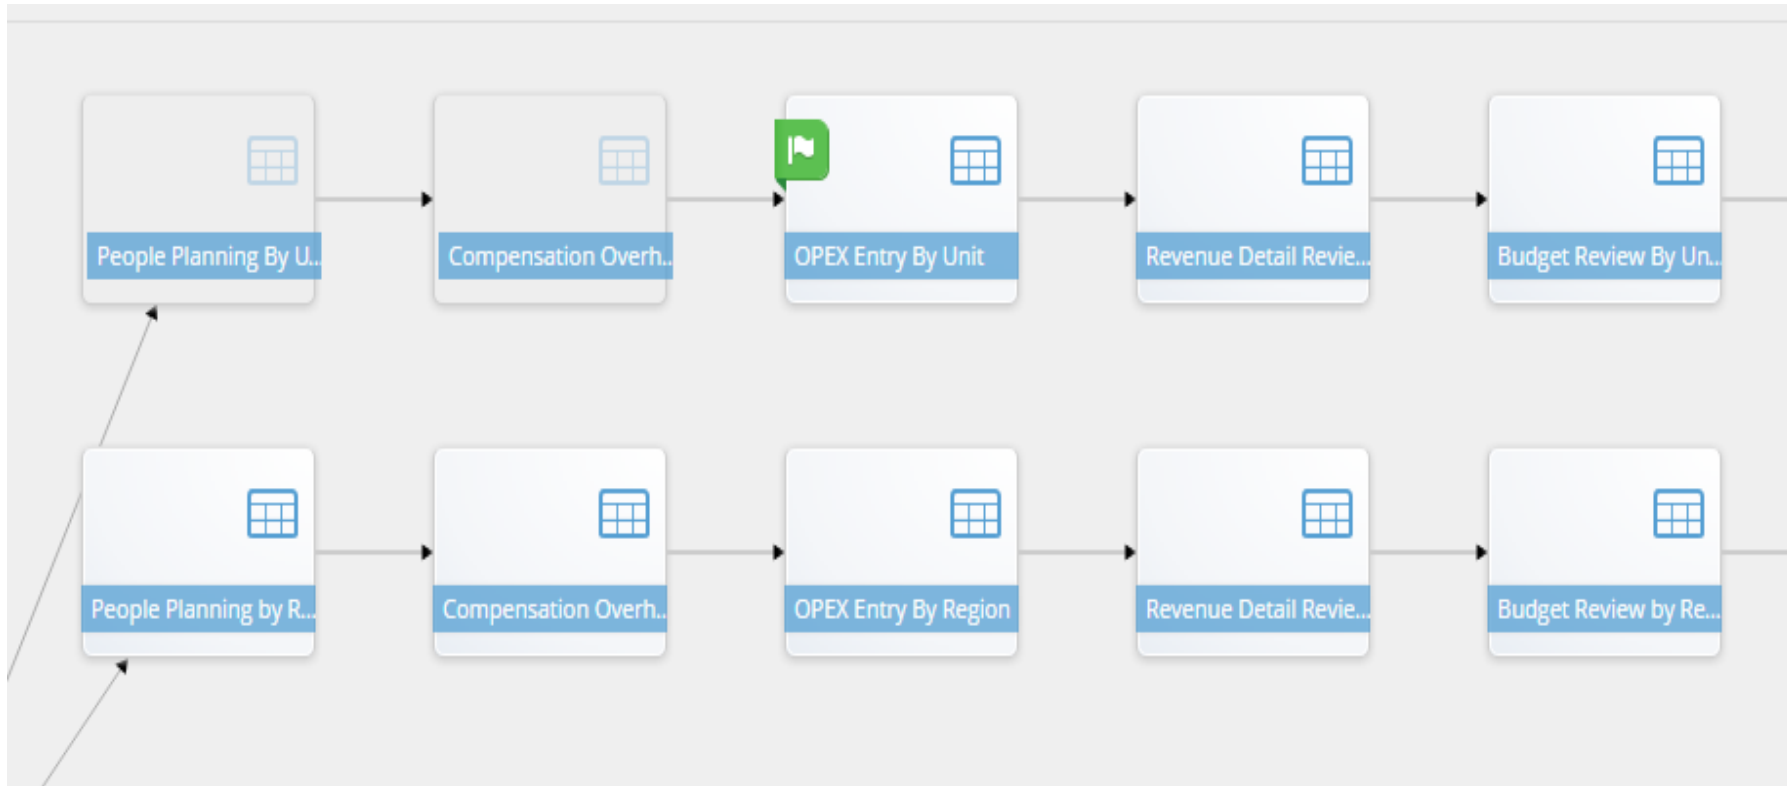 People Planning By U...
Compensation Overh...
OPEX Entry By Unit
Revenue Detail Revie...
Budget Review By Un...
People Planning by R...
Compensation Overh...
OPEX Entry By Region
Revenue Detail Revie...
Budget Review by Re...